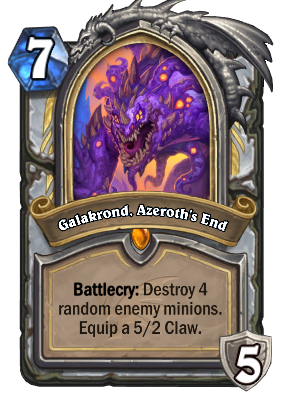 7
Galakrond, Azeroth's End
Battlecry: Destroy 4
random enemy minions.
Equip a 5/2 Claw.
5